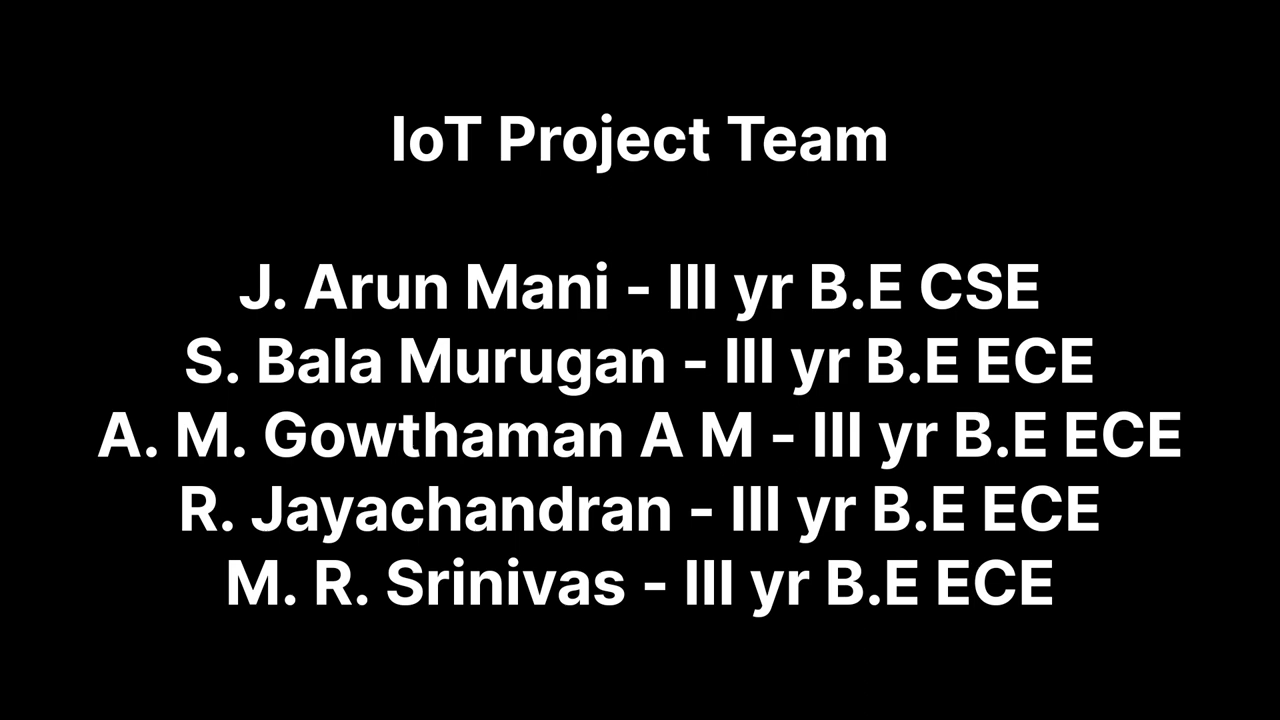 IoT Project Team
J. Arun Mani - III yr B.E CSE
S. Bala Murugan - III yr B.E ECE
A. M. Gowthaman A M - III yr B.E ECE
R. Jayachandran - III yr B.E ECE
M. R. Srinivas - III yr B.E ECE